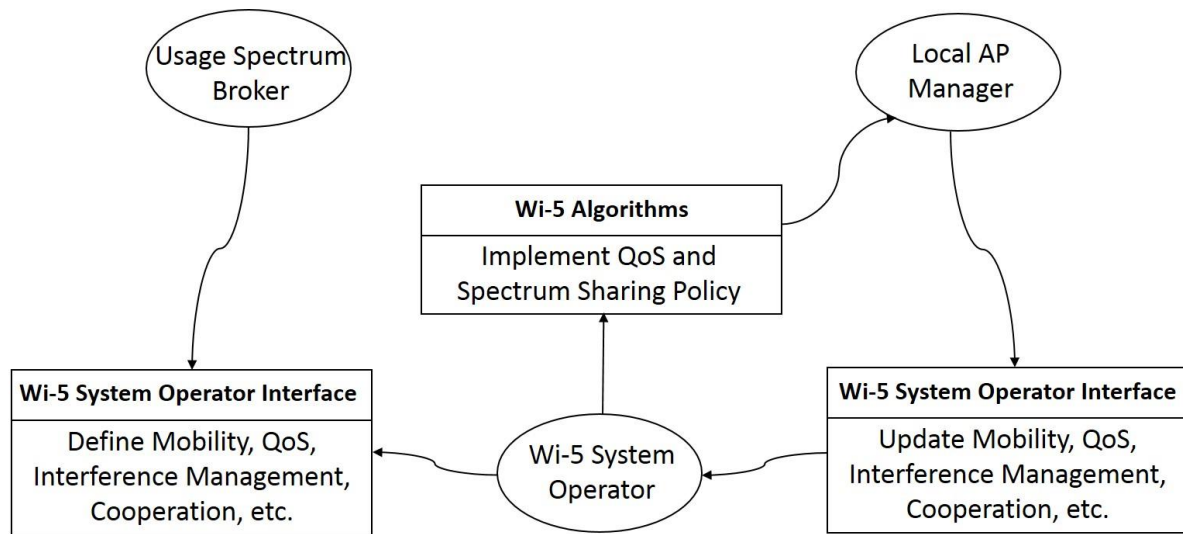 Usage Spectrum
Broker
Local AP
Manager
Wi-5 Algorithms
Implement QoS and
Spectrum Sharing Policy
Wi-5 System Operator Interface
Define Mobility, QoS,
Interference Management,
Cooperation, etc.
Wi-5 System
Operator
Wi-5 System Operator Interface
Update Mobility, QoS,
Interference Management,
Cooperation, etc.